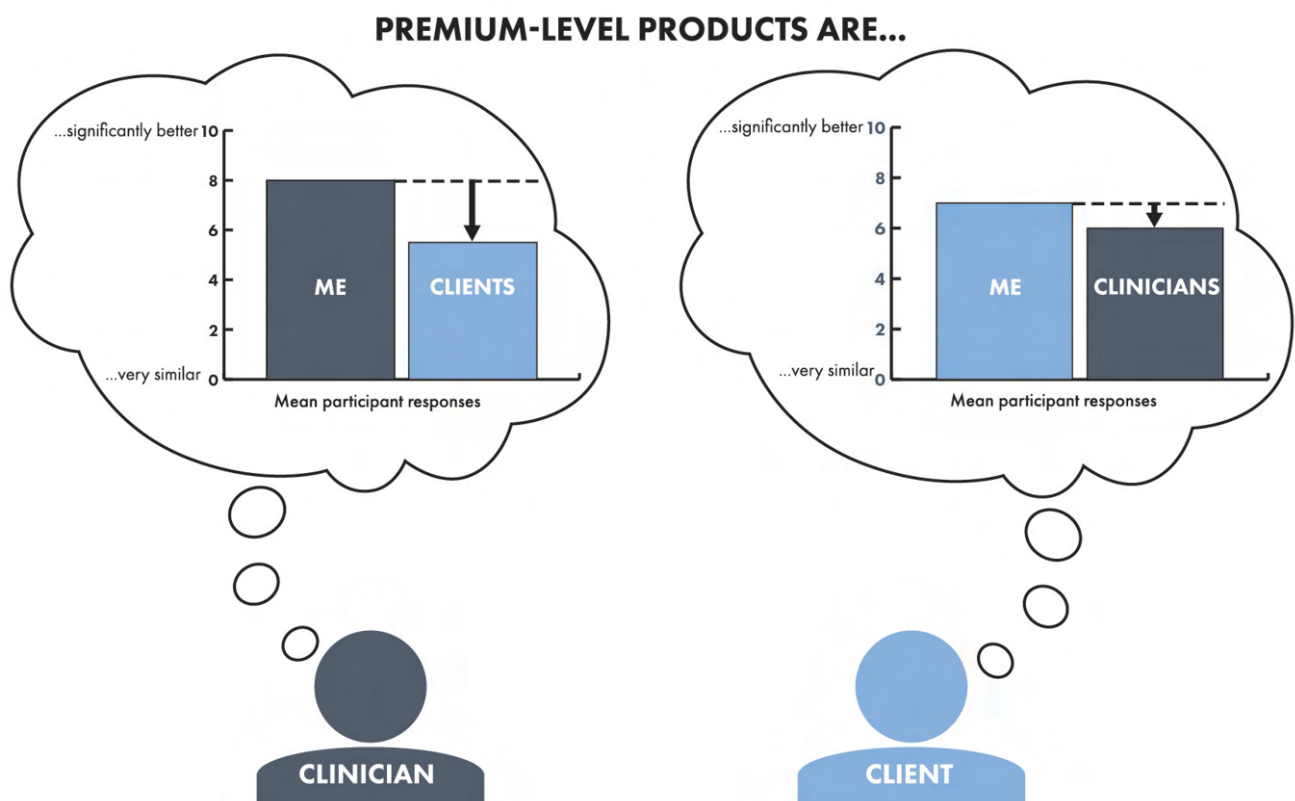 PREMIUM-LEVEL PRODUCTS ARE...
...significantly better 10
8
6
4
2
...very similar 0
ME
CLIENTS
Mean participant responses
...significantly better 10
8
6
4
2
...very similar 0
ME
CLINICIANS
Mean participant responses
CLINICIAN
CLIENT